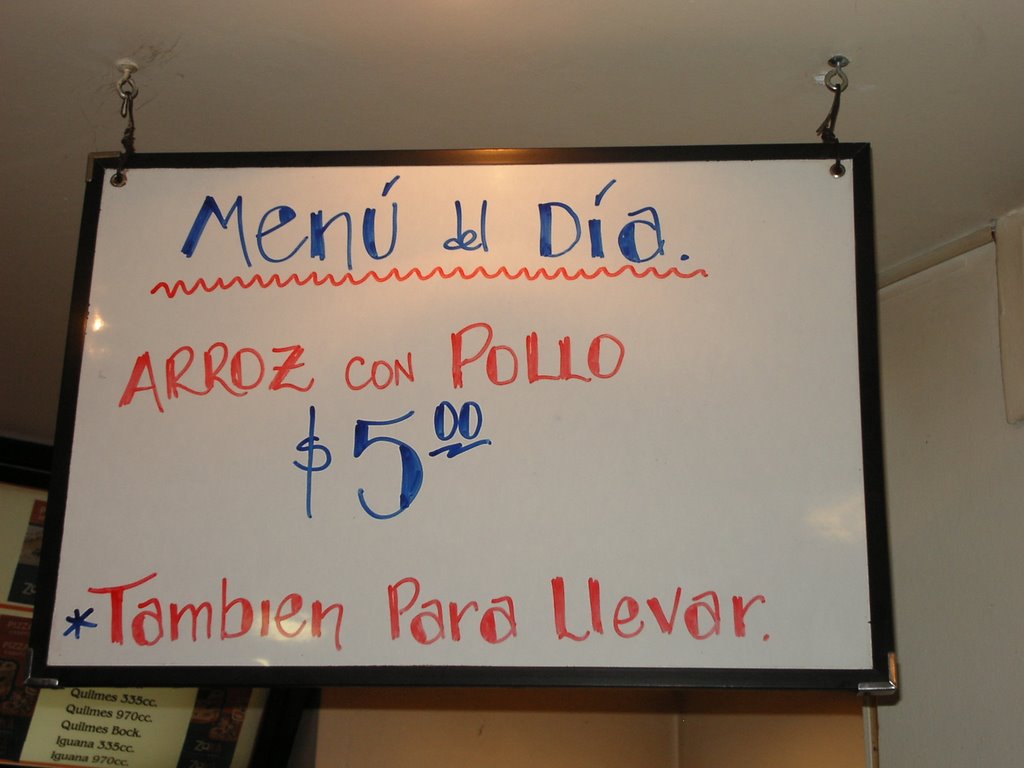 Menú del Día.
ARROZ CON POLLO
$5.00
*Tambien Para Llevar.
Quilmes 335cc.
Quilmes 970cc.
Quilmes Bock.
Iguana 335cc.
Iguana 970cc.